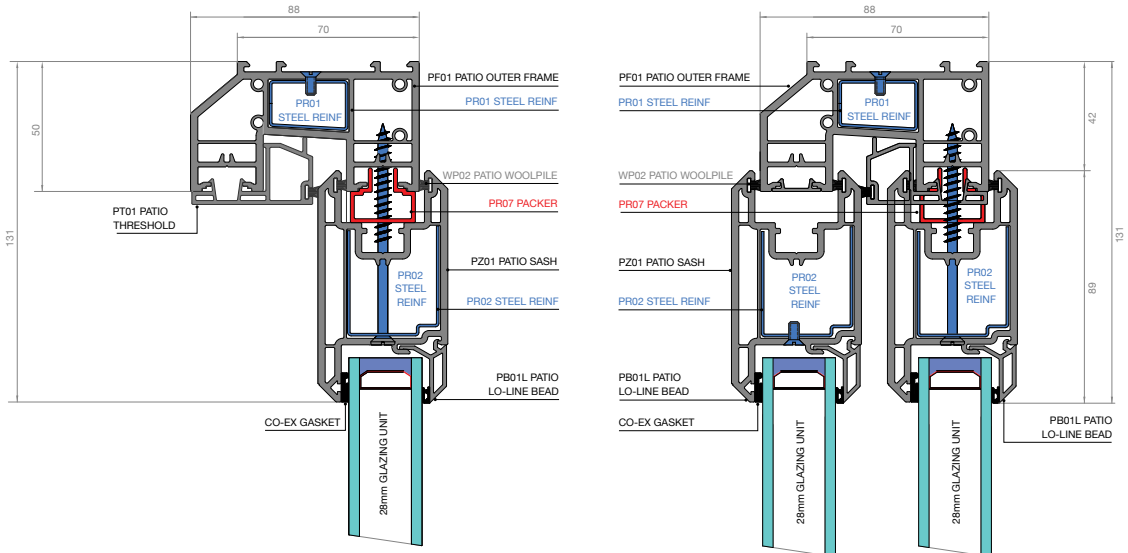 88
70
50
131
PF01 PATIO OUTER FRAME
PR01 STEEL REINF
PR01
STEEL REINF
WP02 PATIO WOOLPILE
PR07 PACKER
PT01 PATIO
THRESHOLD
PZ01 PATIO SASH
PR02
STEEL
REINF
PR02 STEEL REINF
PB01L PATIO
LO-LINE BEAD
CO-EX GASKET
28mm GLAZING UNIT
88
70
42
131
89
PF01 PATIO OUTER FRAME
PR01 STEEL REINF
PR01
STEEL REINF
WP02 PATIO WOOLPILE
PR07 PACKER
PZ01 PATIO SASH
PR02
STEEL
REINF
PR02
STEEL
REINF
PR02 STEEL REINF
PB01L PATIO
LO-LINE BEAD
CO-EX GASKET
PB01L PATIO
LO-LINE BEAD
28mm GLAZING UNIT
28mm GLAZING UNIT